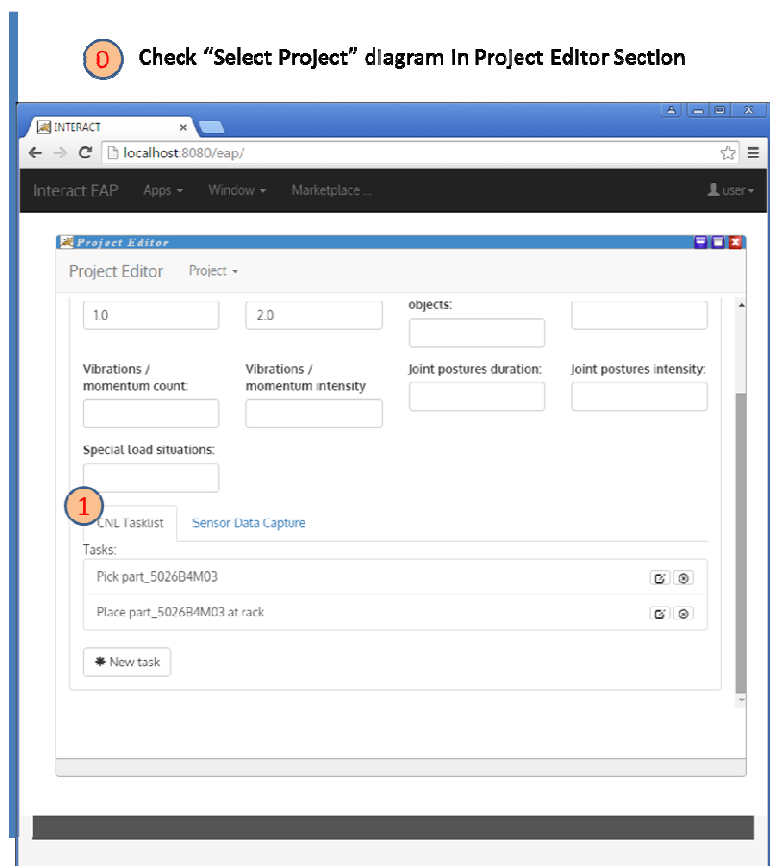 0 Check “Select Project” diagram in Project Editor Section
INTERACT
localhost:8080/eap/
Interact EAP Apps Window Marketplace ... user
Project Editor
Project Editor Project
objects:
1.0 2.0
Vibrations / Vibrations / Joint postures duration: Joint postures intensity:
momentum count: momentum intensity
Special load situations:
1
CNL Tasklist Sensor Data Capture
Tasks:
Pick part_5026B4M03
Place part_5026B4M03 at rack
New task